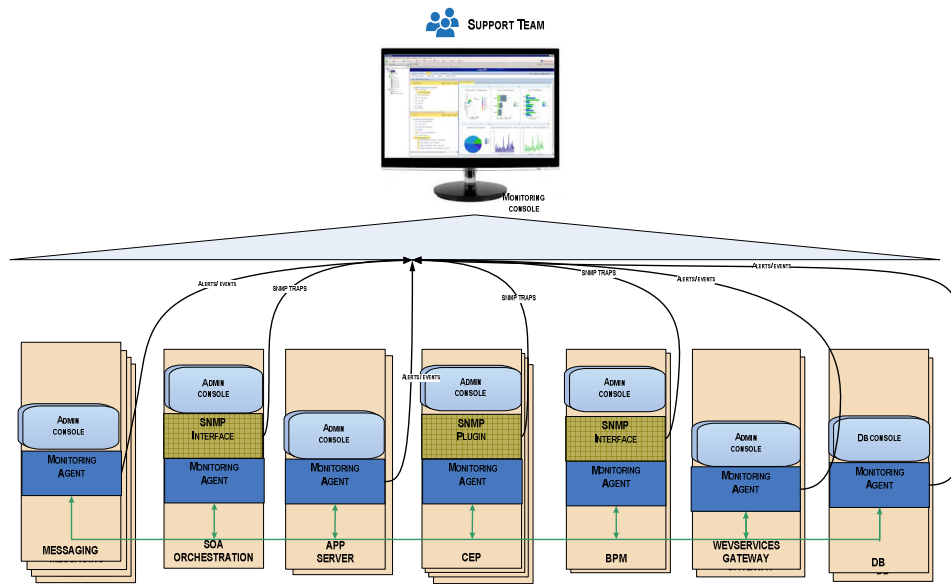 SUPPORT TEAM
MONITORING
CONSOLE
ALERTS/EVENTS
SNMP TRAPS
SNMP TRAPS
SNMP TRAPS
ALERTS/EVENTS
ALERTS/ANNTS
ALERTS/EVENTS
ADMIN
CONSOLE
MONITORING
AGENT
MESSAGING
ADMIN
CONSOLE
SNMP
INTERFACE
MONITORING
AGENT
SOA
ORCHESTRATION
ADMIN
CONSOLE
MONITORING
AGENT
APP
SERVER
ADMIN
CONSOLE
SNMP
PLUGIN
MONITORING
AGENT
CEP
ADMIN
CONSOLE
SNMP
INTERFACE
MONITORING
AGENT
BPM
ADMIN
CONSOLE
MONITORING
AGENT
WEVSERVICES
GATEWAY
DB CONSOLE
MONITORING
AGENT
DB
DB